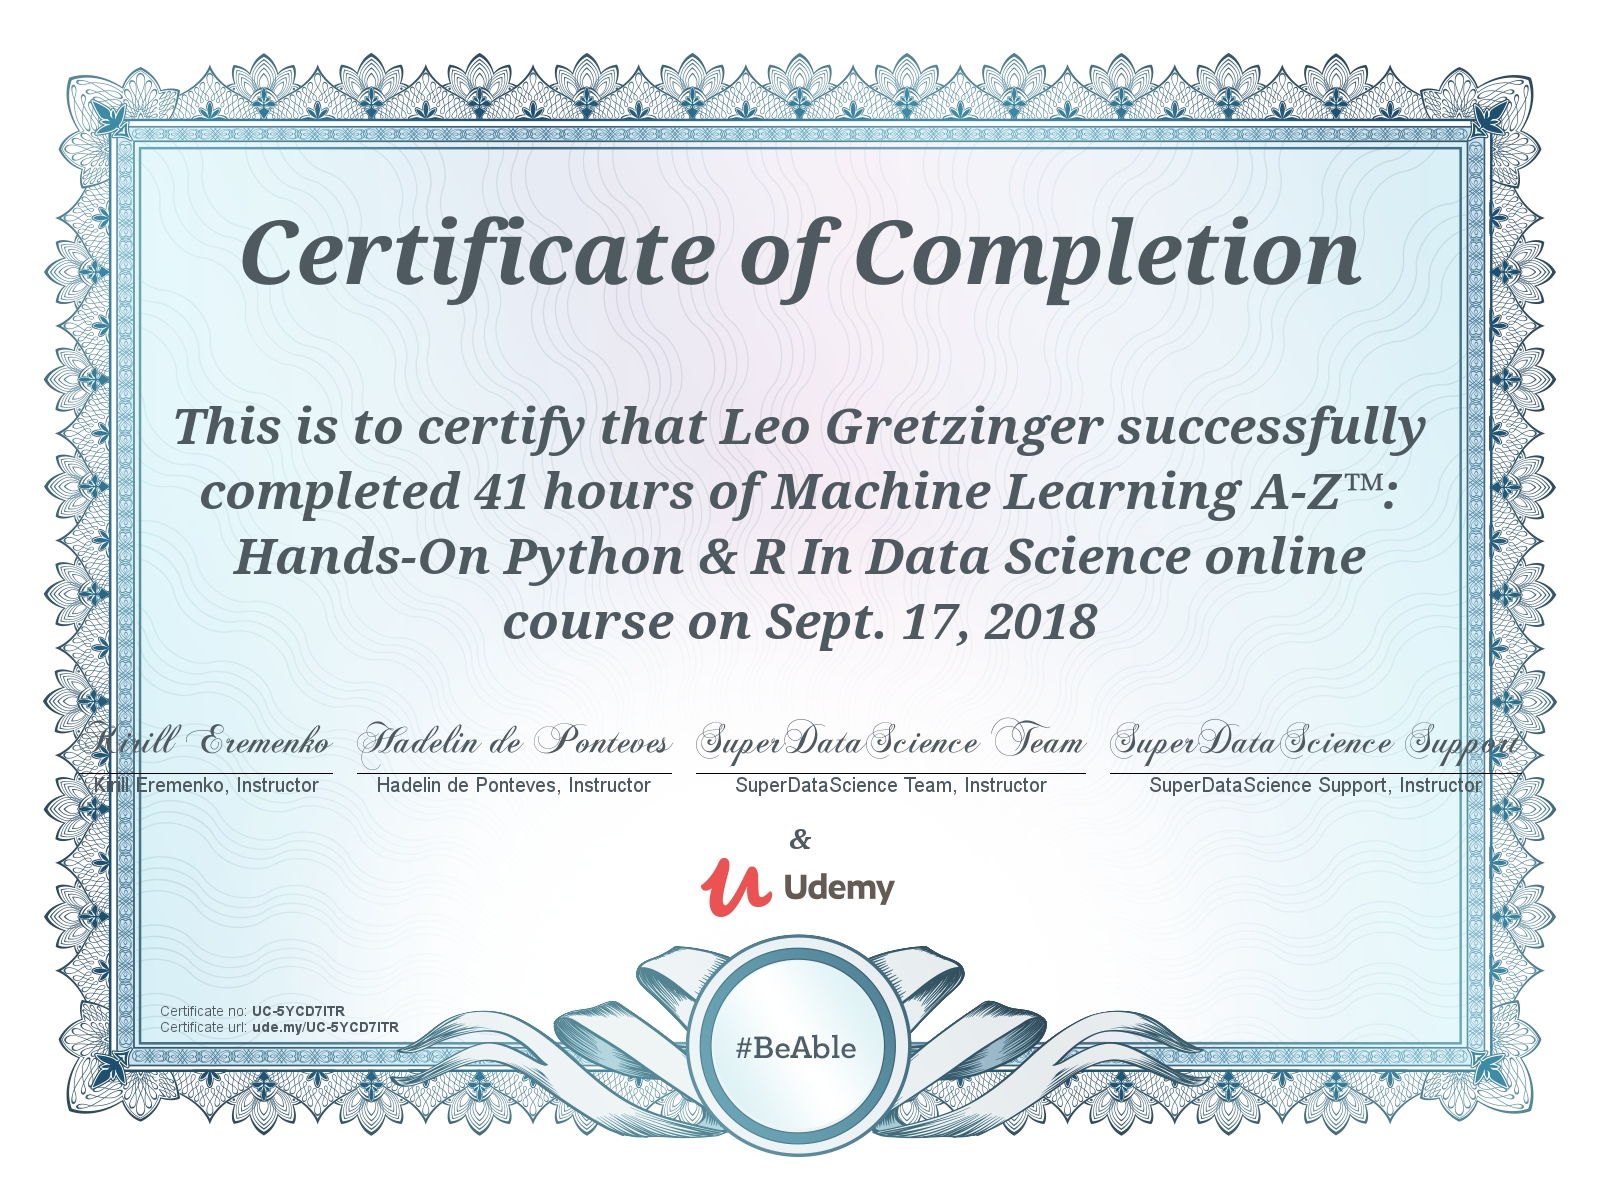 Certificate of Completion
This is to certify that Leo Gretzinger successfully
completed 41 hours of Machine Learning A-Z™:
Hands-On Python & R In Data Science online
course on Sept. 17, 2018
Kirill Eremenko Hadelin de Ponteves SuperDataScience Team SuperDataScience Support
Kirill Eremenko, Instructor Hadelin de Ponteves, Instructor SuperDataScience Team, Instructor SuperDataScience Support, Instructor
&
Udemy
Certificate no: UC-5YCD7ITR
Certificate url: ude.my/UC-5YCD7ITR
#BeAble